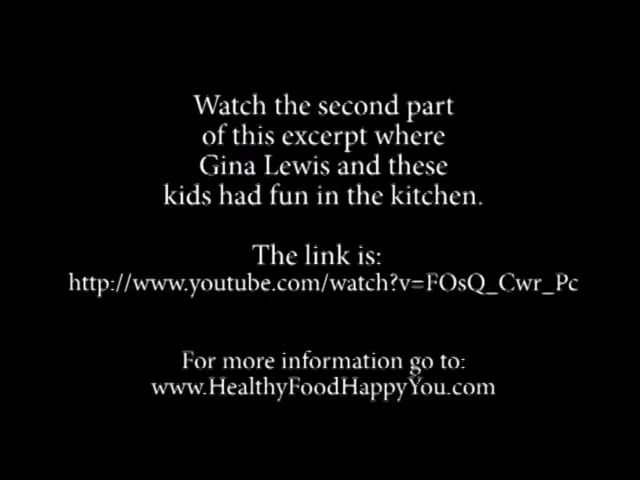 Watch the second part
of this excerpt where
Gina Lewis and these
kids had fun in the kitchen.
The link is:
http://www.youtube.com/watch?v=FOsQ_Cwr_Pc
For more information go to:
www.HealthyFoodHappyYou.com